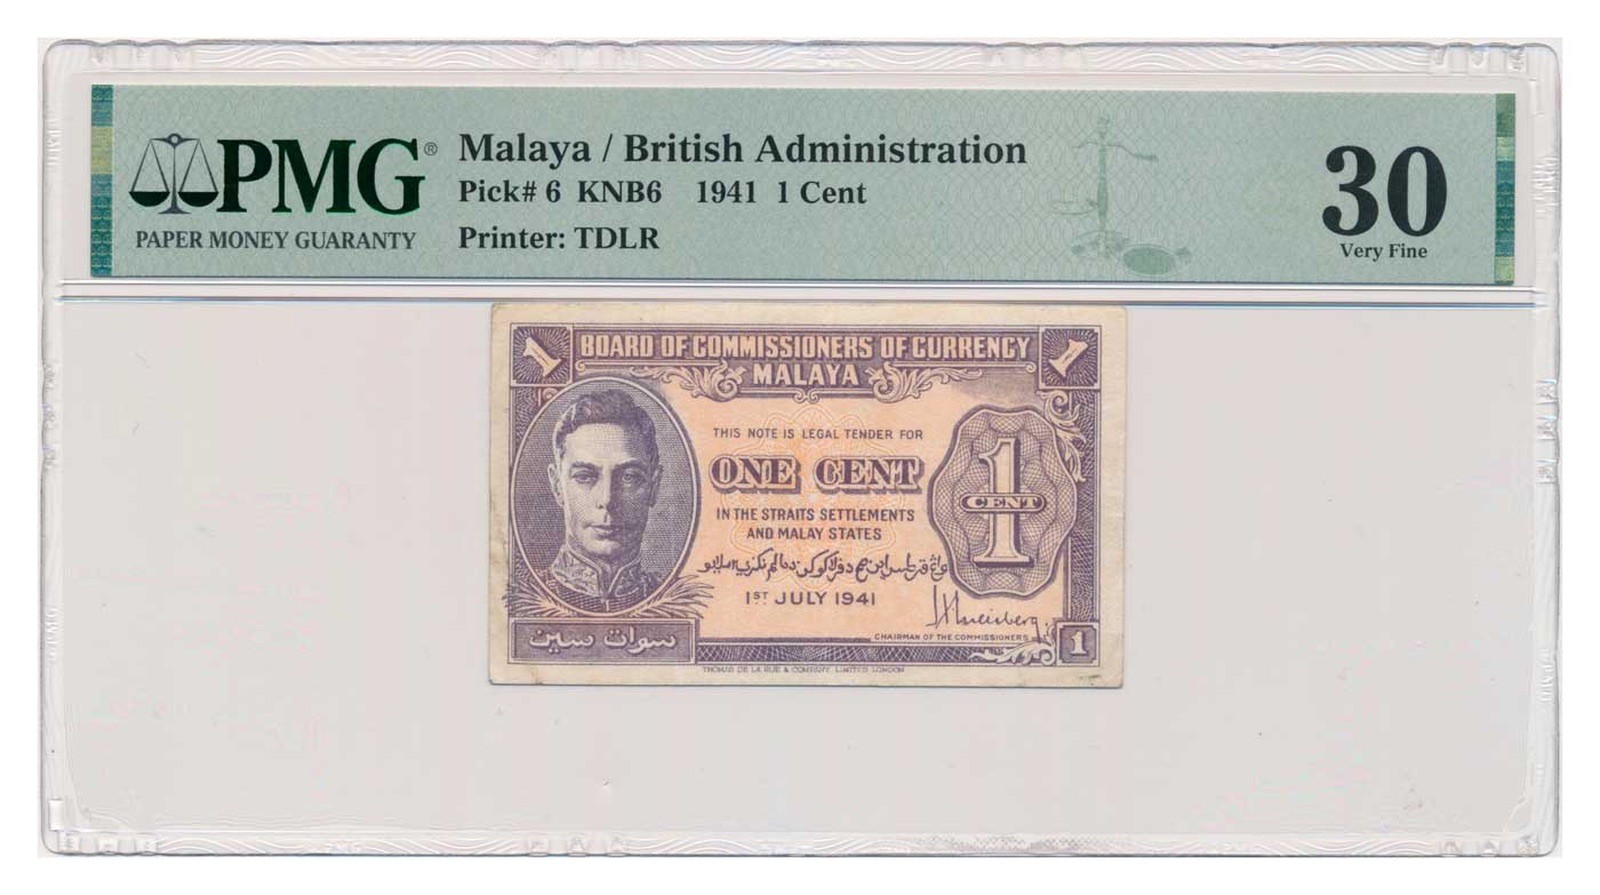 PMG®
PAPER MONEY GUARANTY
Malaya / British Administration
Pick# 6 KNB6 1941 1 Cent
Printer: TDLR
30
Very Fine
1
BOARD OF COMMISSIONERS OF CURRENCY
MALAYA
1
THIS NOTE IS LEGAL TENDER FOR
ONE CENT
IN THE STRAITS SETTLEMENTS
AND MALAY STATES
1
CENT
1ST JULY 1941
CHAIRMAN OF THE COMMISSIONERS
سوات سين
1
THOMAS DE LA RUE & COMPANY LIMITED LONDON